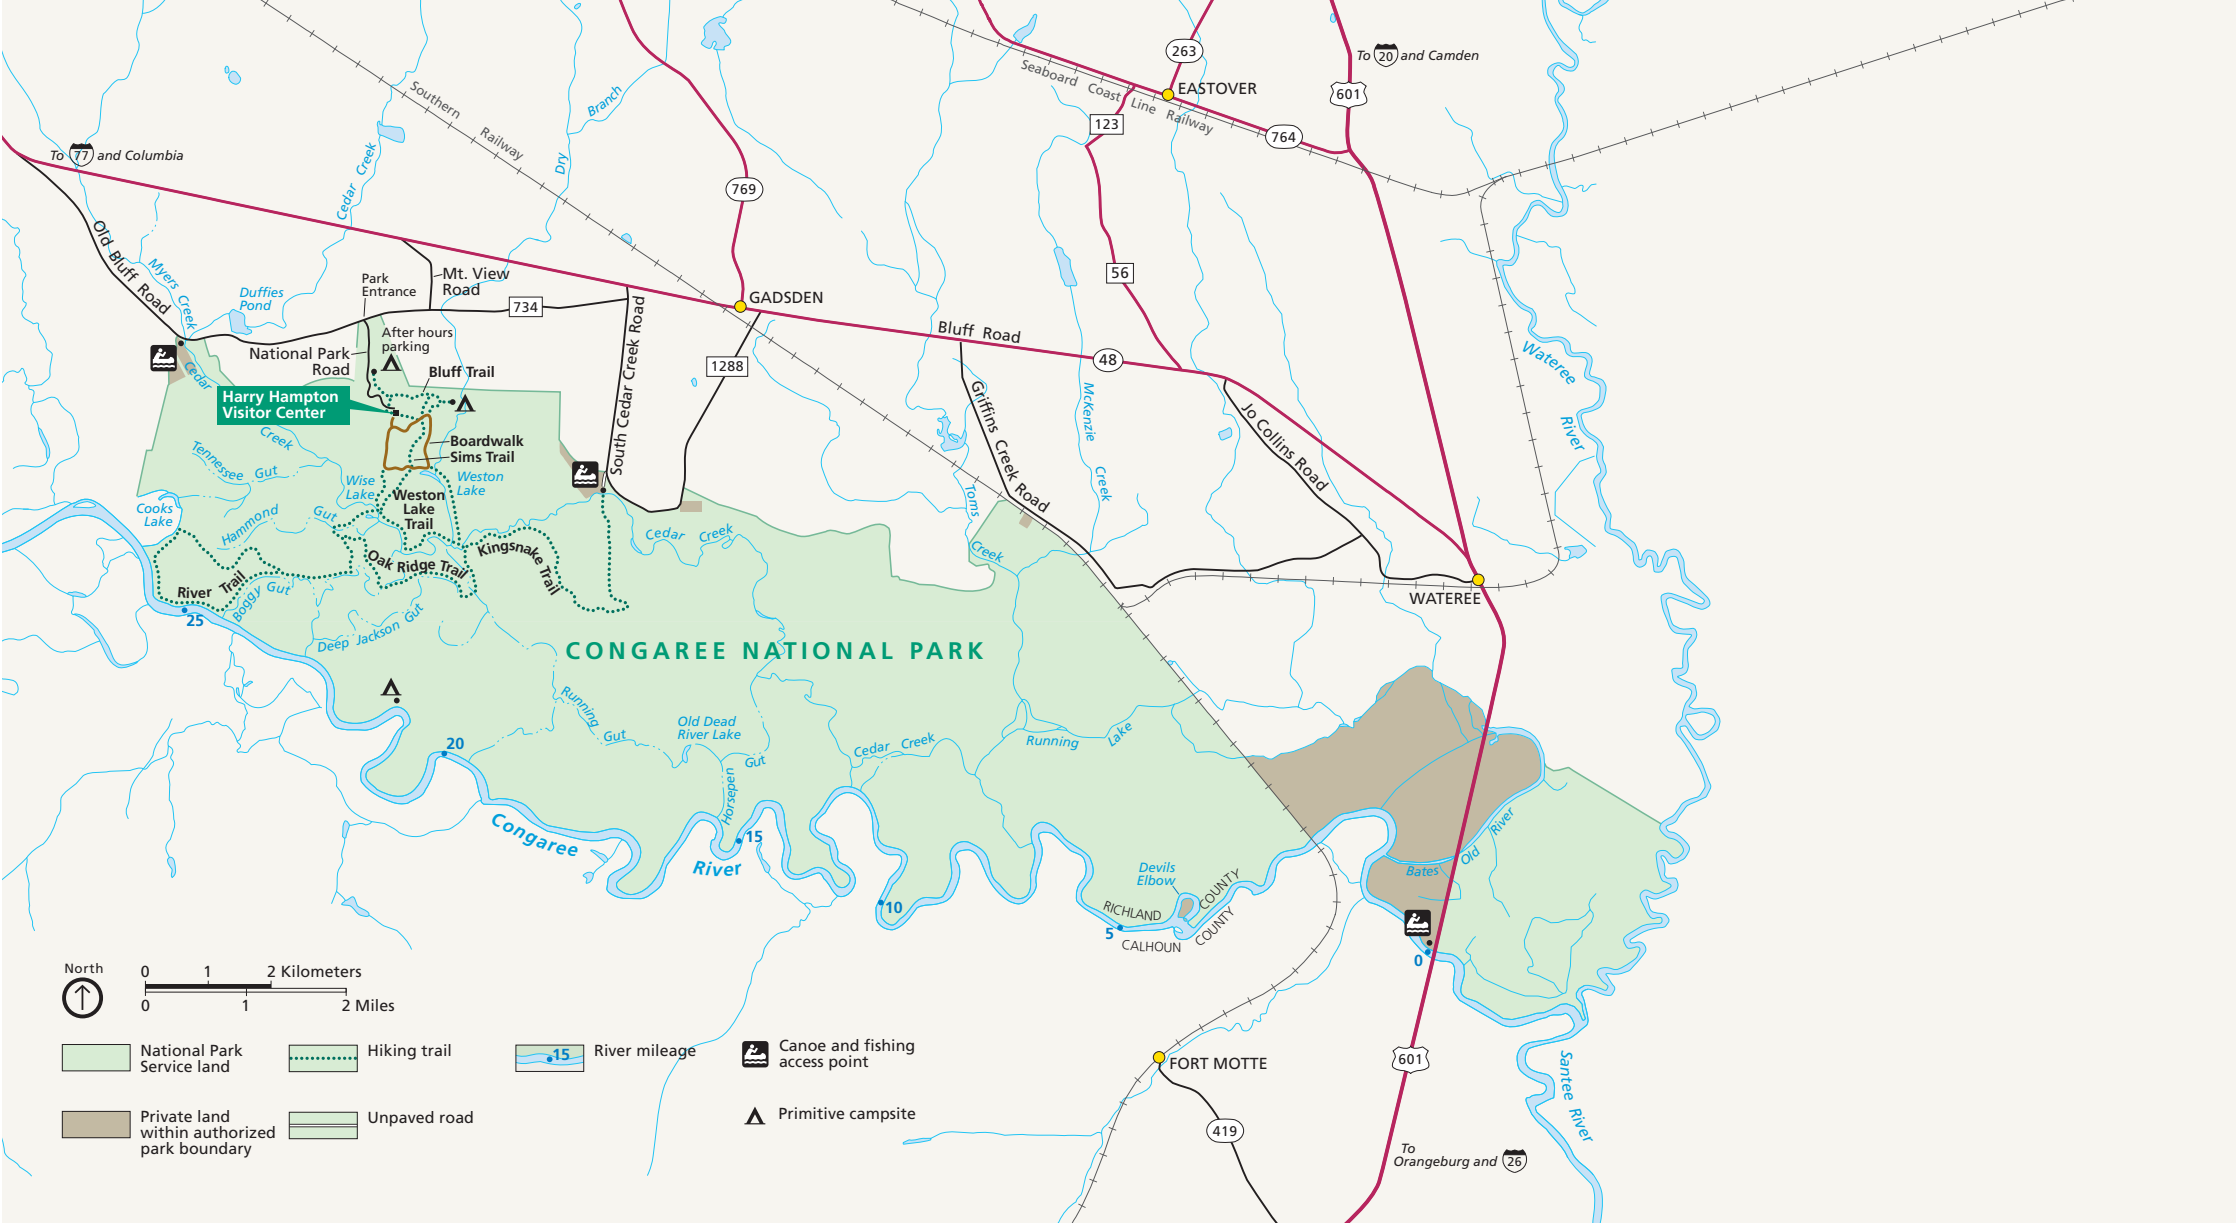 263
To 20 and Camden
Seaboard Coast Line Railway
EASTOVER
601
123
764
Southern Railway
Dry Branch
Cedar Creek
To 77 and Columbia
769
Old Bluff Road
Myers Creek
Duffies
Pond
Park
Entrance
Mt. View
Road
734
56
GADSDEN
Bluff Road
48
After hours
parking
National Park
Road
Bluff Trail
Cedar
Creek
Harry Hampton
Visitor Center
Boardwalk
Sims Trail
South Cedar Creek Road
1288
Griffins Creek Road
McKenzie
Creek
Jo Collins Road
Wateree
River
Tennessee Gut
Wise
Lake
Weston
Lake
Weston
Lake
Trail
Cooks
Lake
Hammond
Gut
Toms
Creek
Cedar Creek
Oak Ridge Trail
Kingsnake Trail
River Trail
Boggy Gut
25
Deep Jackson Gut
WATEREE
CONGAREE NATIONAL PARK
Running
Gut
Old Dead
River Lake
Horsepen
Gut
Cedar Creek
Running
Lake
20
Congaree
River
15
10
Devils
Elbow
RICHLAND
COUNTY
CALHOUN
COUNTY
5
Bates
Old
River
0
North
0 1 2 Kilometers
0 1 2 Miles
National Park
Service land
Hiking trail
15
River mileage
Canoe and fishing
access point
Private land
within authorized
park boundary
Unpaved road
Primitive campsite
FORT MOTTE
419
601
Santee River
To
Orangeburg and 26